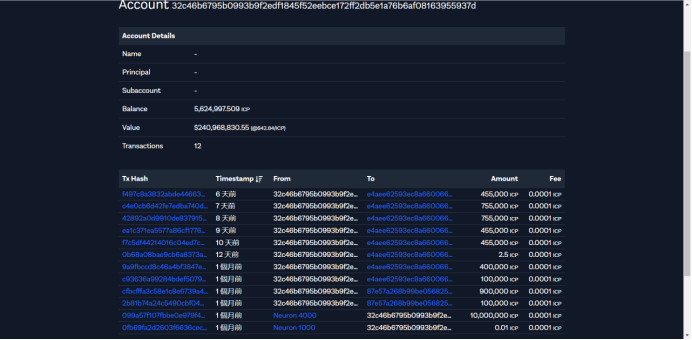 Account 32c46b6795b0993b9f2edf1845f52eebce172ff2db5e1a76b6af08163955937d
Account Details
Name -
Principal -
Subaccount -
Balance 5,624,997.509 ICP
Value $240,968,830.55 (@$42.84/ICP)
Transactions 12
Tx Hash Timestamp From To Amount Fee
f497c8a3832abde44663... 6 天前 32c46b6795b0993b9f2e... e4aee62593ec8a660066... 455,000 ICP 0.0001 ICP
c4e0cb6d42fe7edba740d... 7 天前 32c46b6795b0993b9f2e... e4aee62593ec8a660066... 755,000 ICP 0.0001 ICP
42892a0d9910de837915... 8 天前 32c46b6795b0993b9f2e... e4aee62593ec8a660066... 755,000 ICP 0.0001 ICP
ea1c371ea5577a86cf1776... 9 天前 32c46b6795b0993b9f2e... e4aee62593ec8a660066... 455,000 ICP 0.0001 ICP
f7c5df44214016c04ad7c... 10 天前 32c46b6795b0993b9f2e... e4aee62593ec8a660066... 455,000 ICP 0.0001 ICP
0b68a08bae9cb6a8373a... 12 天前 32c46b6795b0993b9f2e... e4aee62593ec8a660066... 2.5 ICP 0.0001 ICP
9a9fbccd8c46a4bf3647e... 1 個月前 32c46b6795b0993b9f2e... e4aee62593ec8a660066... 400,000 ICP 0.0001 ICP
c93836a99284bdef5079... 1 個月前 32c46b6795b0993b9f2e... e4aee62593ec8a660066... 100,000 ICP 0.0001 ICP
cfbcfffa3c58e1c8e6739a4... 1 個月前 32c46b6795b0993b9f2e... 87e57a268b99be056825... 900,000 ICP 0.0001 ICP
2b81b74a24c5490cbf04... 1 個月前 32c46b6795b0993b9f2e... 87e57a268b99be056825... 100,000 ICP 0.0001 ICP
099a57f107fbbe0e979f4... 1 個月前 Neuron 4000 32c46b6795b0993b9f2e... 10,000,000 ICP 0.0001 ICP
0fb69fa2d2603f6636cec... 1 個月前 Neuron 1000 32c46b6795b0993b9f2e... 0.01 ICP 0.0001 ICP